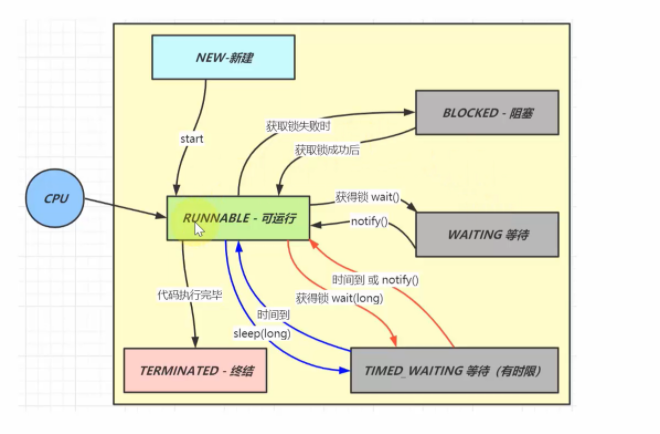 NEW-新建
BLOCKED - 阻塞
获取锁失败时
start
获取锁成功后
CPU
RUNNABLE - 可运行
获得锁 wait()
notify()
WAITING 等待
时间到 或 notify()
代码执行完毕
获得锁 wait(long)
时间到
sleep(long)
TERMINATED - 终结
TIMED_WAITING 等待（有时限）